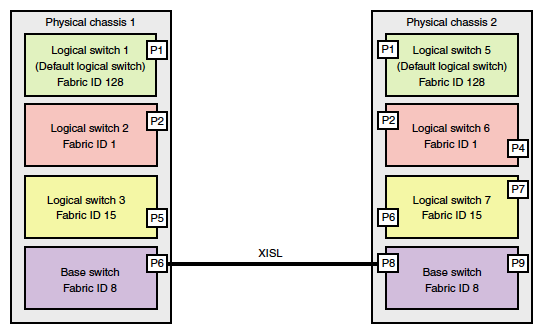 Physical chassis 1
Logical switch 1
(Default logical switch)
Fabric ID 128
P1
Logical switch 2
Fabric ID 1
P2
Logical switch 3
Fabric ID 15
P5
Base switch
Fabric ID 8
P6
XISL
Physical chassis 2
P1
Logical switch 5
(Default logical switch)
Fabric ID 128
P2
Logical switch 6
Fabric ID 1
P4
P7
Logical switch 7
Fabric ID 15
P6
P8
Base switch
Fabric ID 8
P9